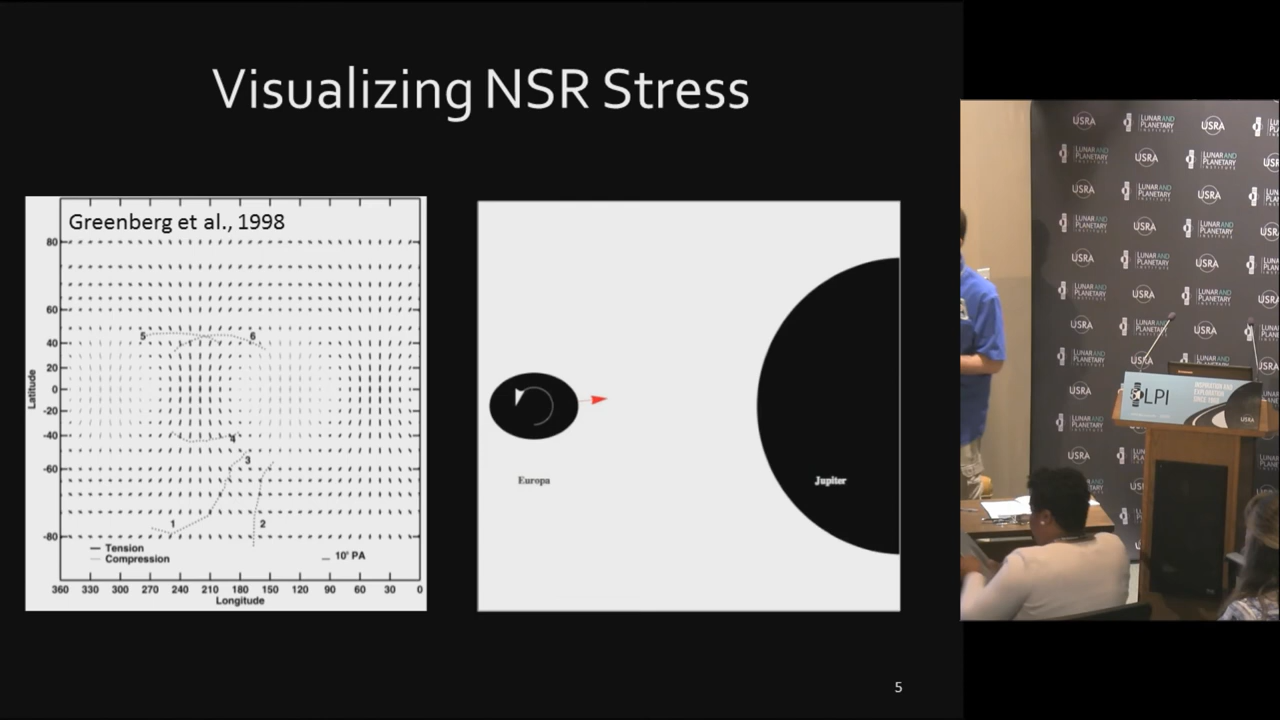 Visualizing NSR Stress
Greenberg et al., 1998
80
60
40
20
0
-20
-40
-60
-80
Latitude
5
6
4
3
1
2
Tension
Compression
PA
360 330 300 270 240 210 180 150 120 90 60 30 0
Longitude
Europa
Jupiter
5
USRA
LUNAR AND
PLANETARY
INSTITUTE
LPI